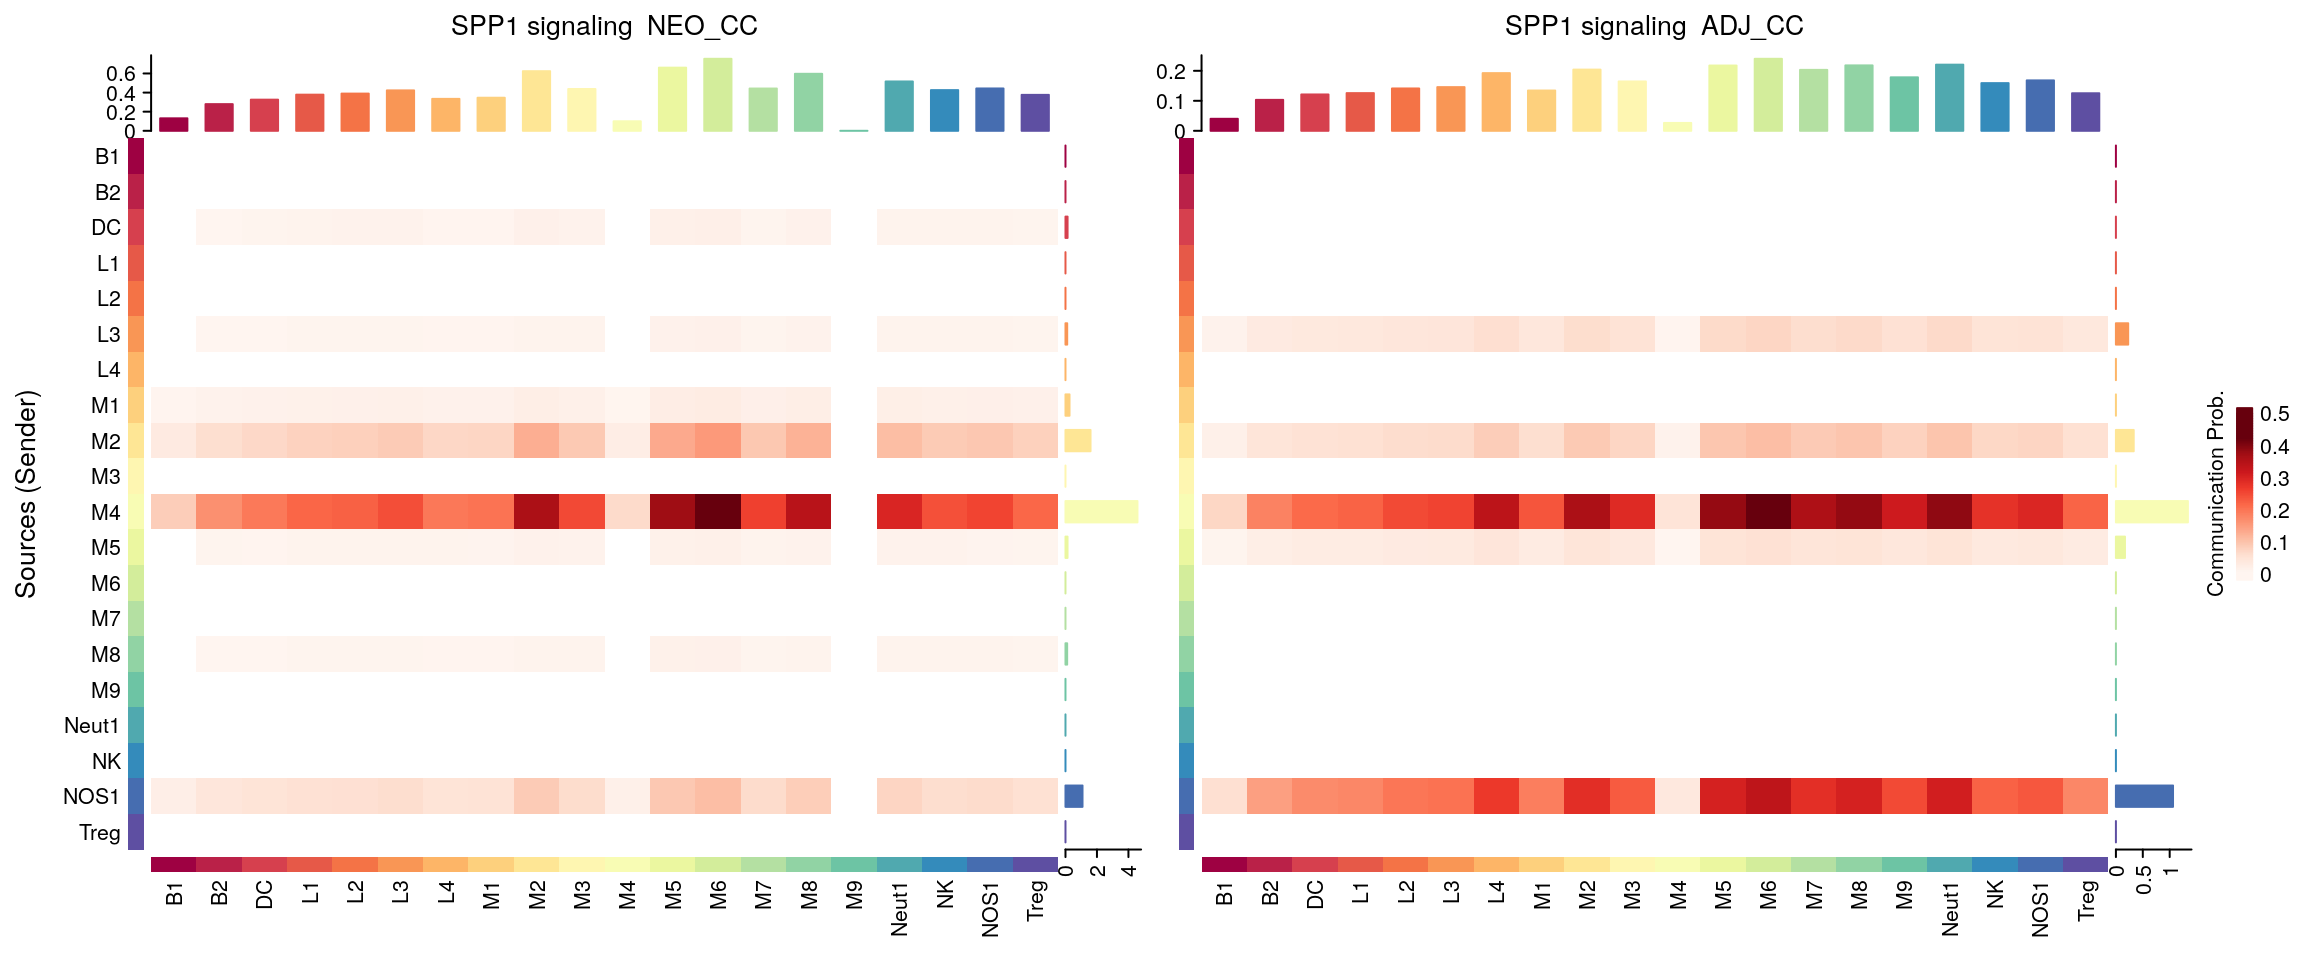 SPP1 signaling  NEO_CC
0.6
0.4
0.2
0
Sources (Sender)
B1
B2
DC
L1
L2
L3
L4
M1
M2
M3
M4
M5
M6
M7
M8
M9
Neut1
NK
NOS1
Treg
0
2
4
B1
B2
DC
L1
L2
L3
L4
M1
M2
M3
M4
M5
M6
M7
M8
M9
Neut1
NK
NOS1
Treg
SPP1 signaling  ADJ_CC
0.2
0.1
0
0
0.5
1
B1
B2
DC
L1
L2
L3
L4
M1
M2
M3
M4
M5
M6
M7
M8
M9
Neut1
NK
NOS1
Treg
Communication Prob.
0.5
0.4
0.3
0.2
0.1
0